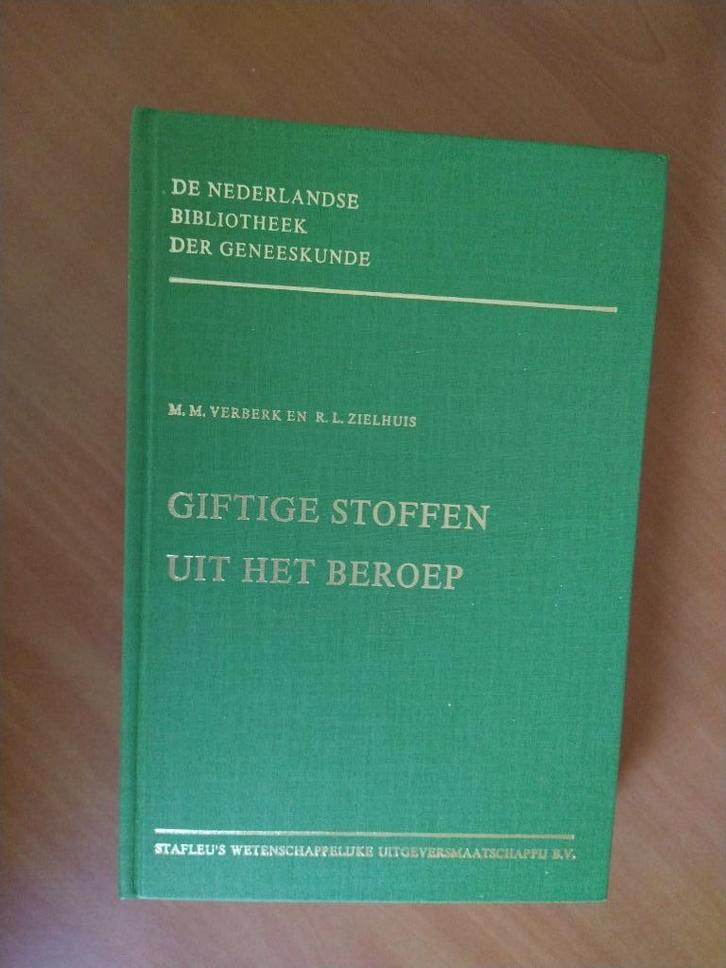 DE NEDERLANDSE
BIBLIOTHEEK
DER GENEESKUNDE
M. M. VERBERK EN R. L. ZIELHUIS
GIFTIGE STOFFEN
UIT HET BEROEP
STAFLEU'S WETENSCHAPPELIJKE UITGEVERSMAATSCHAPPIJ B.V.